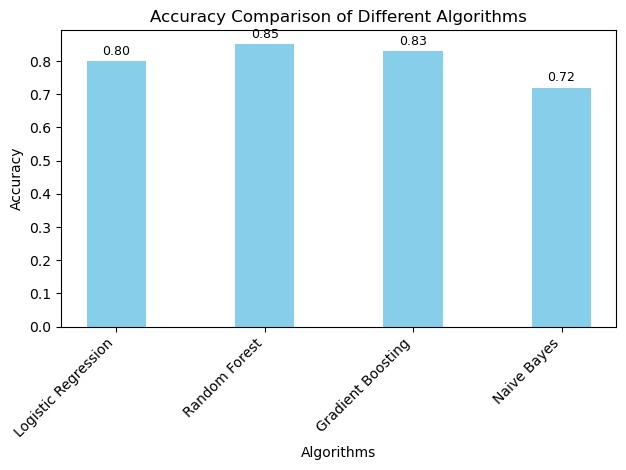 Accuracy Comparison of Different Algorithms
0.80
0.85
0.83
0.72
Accuracy
0.8
0.7
0.6
0.5
0.4
0.3
0.2
0.1
0.0
Logistic Regression
Random Forest
Gradient Boosting
Naive Bayes
Algorithms